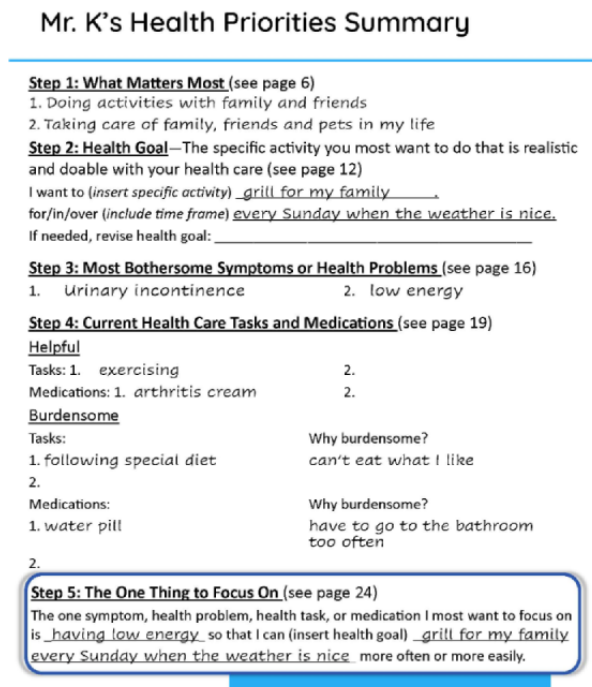 Mr. K’s Health Priorities Summary
Step 1: What Matters Most (see page 6)
1. Doing activities with family and friends
2. Taking care of family, friends and pets in my life
Step 2: Health Goal—The specific activity you most want to do that is realistic
and doable with your health care (see page 12)
I want to (insert specific activity) grill for my family.
for/in/over (include time frame) every Sunday when the weather is nice.
If needed, revise health goal:
Step 3: Most Bothersome Symptoms or Health Problems (see page 16)
1. Urinary incontinence 2. low energy
Step 4: Current Health Care Tasks and Medications (see page 19)
Helpful
Tasks: 1. exercising 2.
Medications: 1. arthritis cream 2.
Burdensome
Tasks: Why burdensome?
1. following special diet can't eat what I like
2.
Medications: Why burdensome?
1. water pill have to go to the bathroom
too often
2.
Step 5: The One Thing to Focus On (see page 24)
The one symptom, health problem, health task, or medication I most want to focus on
is having low energy so that I can (insert health goal) grill for my family
every Sunday when the weather is nice more often or more easily.